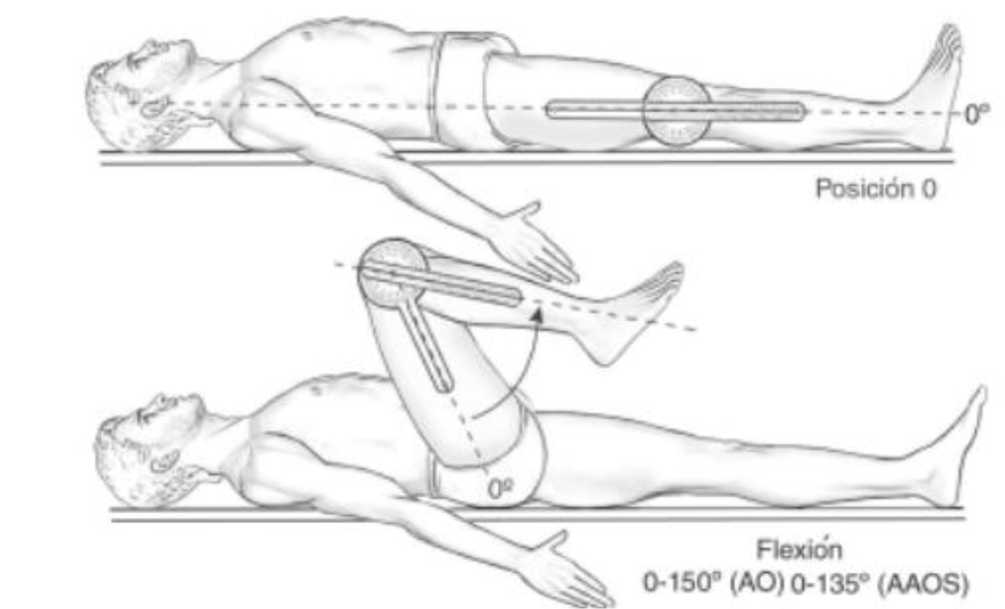 0º
Posición 0
0º
Flexión
0-150º (AO) 0-135º (AAOS)